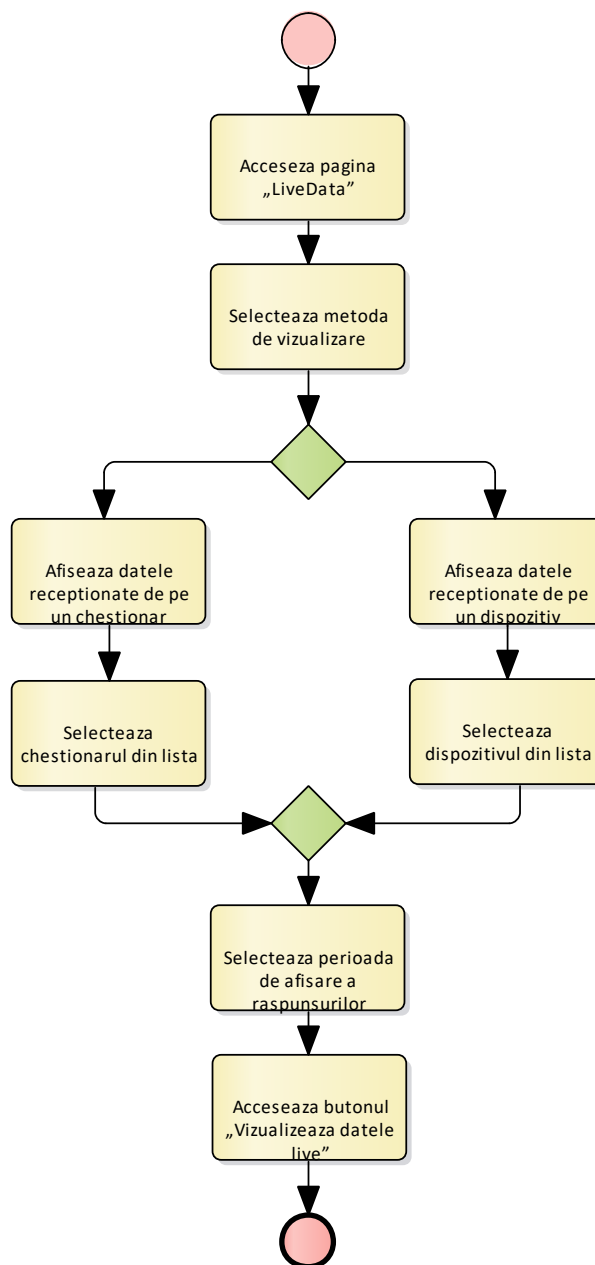 Acceseza pagina
„LiveData”
Selecteaza metoda
de vizualizare
Afiseaza datele
receptionate de pe
un chestionar
Afiseaza datele
receptionate de pe
un dispozitiv
Selecteaza
chestionarul din lista
Selecteaza
dispozitivul din lista
Selecteaza perioada
de afisare a
raspunsurilor
Acceseaza butonul
„Vizualizeaza datele
live”